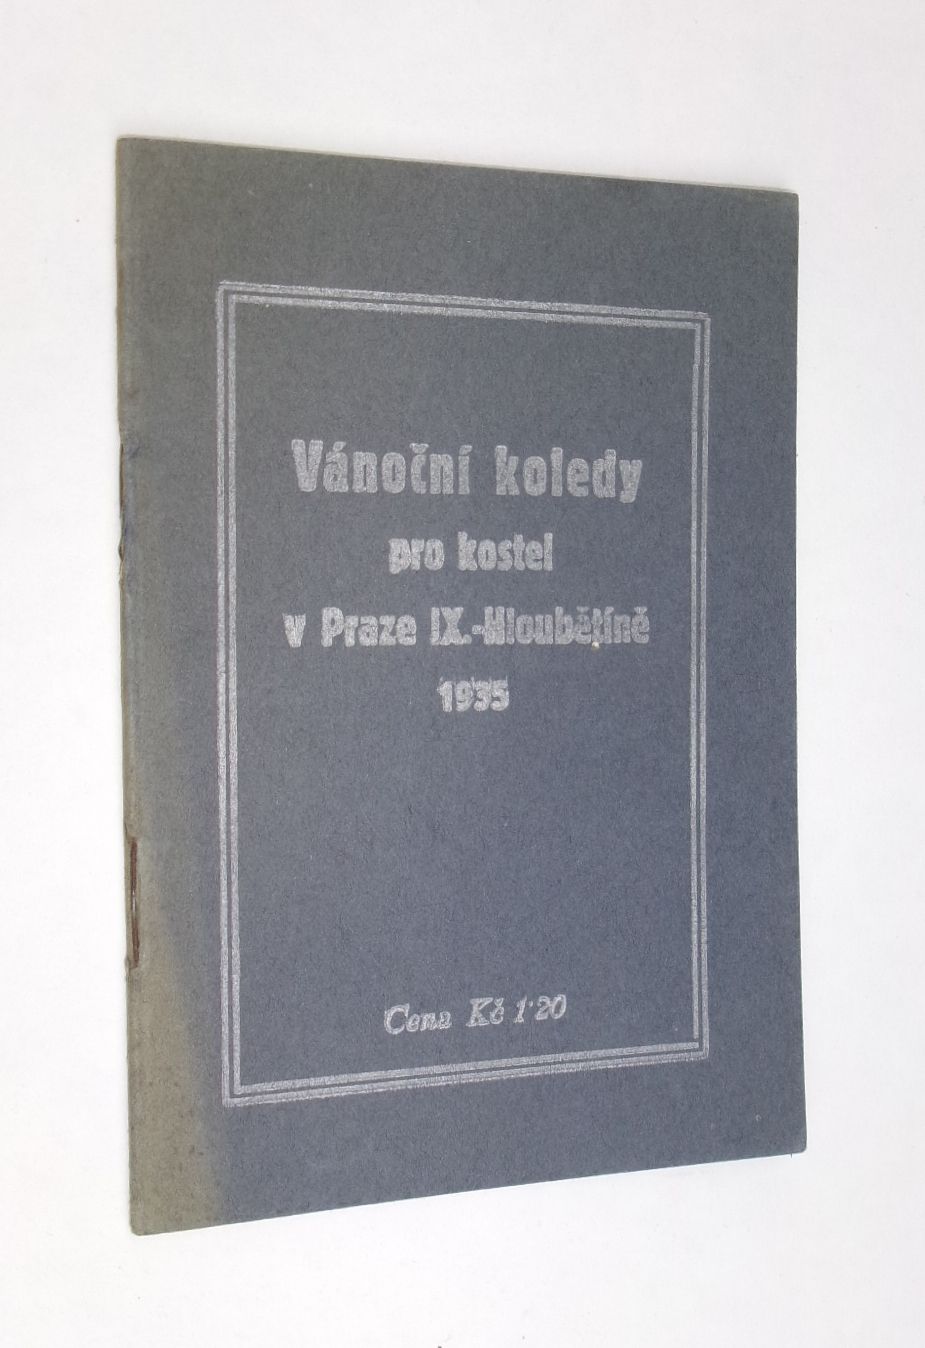 Vánoční koledy
pro kostel
v Praze IX.-Hloubětíně
1935
Cena Kč 1·20